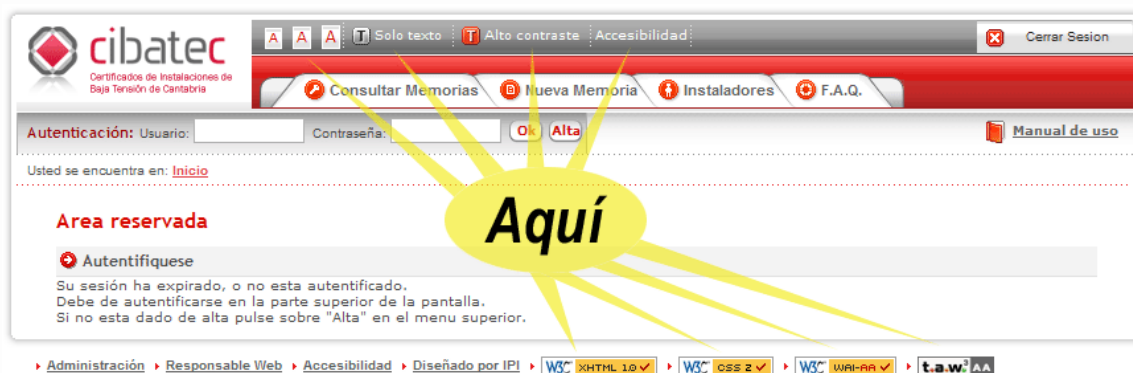 cibatec
Certificados de Instalaciones de
Baja Tensión de Cantabria
A A A T Solo texto T Alto contraste Accesibilidad
Cerrar Sesion
Consultar Memorias Nueva Memoria Instaladores F.A.Q.
Autenticación: Usuario: Contraseña: Ok Alta
Manual de uso
Usted se encuentra en: Inicio
Aquí
Area reservada
Autentifiquese
Su sesión ha expirado, o no esta autentificado.
Debe de autentificarse en la parte superior de la pantalla.
Si no esta dado de alta pulse sobre "Alta" en el menu superior.
Administración Responsable Web Accesibilidad Diseñado por IPI W3C XHTML 1.0 W3C CSS 2 W3C WAI-AA t.a.w.3 AA